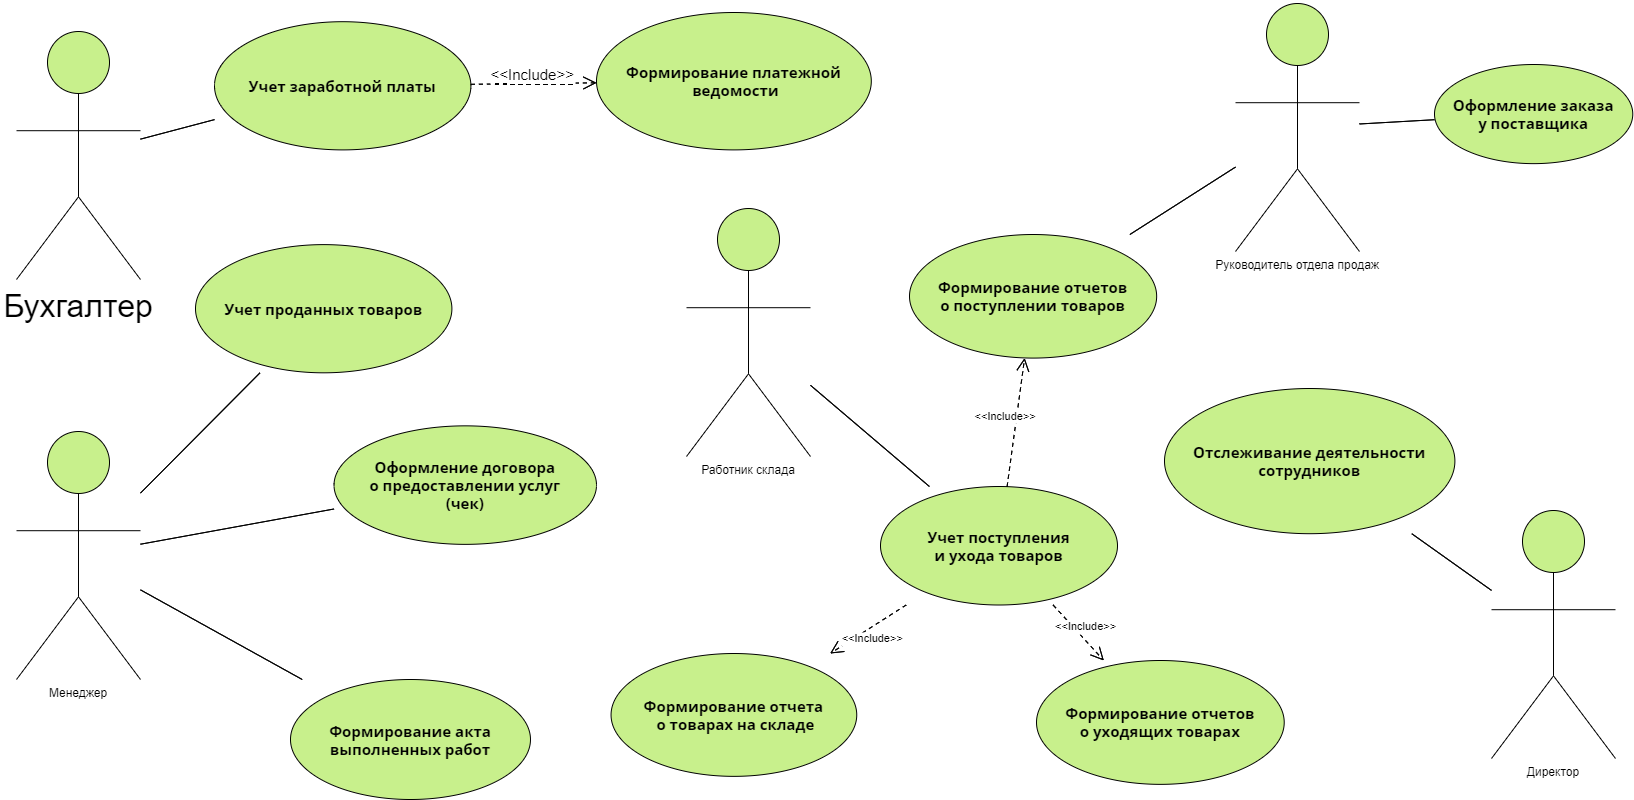 Учет заработной платы
<<Include>>
Формирование платежной
ведомости
Бухгалтер
Оформление заказа
у поставщика
Руководитель отдела продаж
Учет проданных товаров
Формирование отчетов
о поступлении товаров
Работник склада
<<Include>>
Оформление договора
о предоставлении услуг
(чек)
Отслеживание деятельности
сотрудников
Учет поступления
и ухода товаров
<<Include>>
<<Include>>
Менеджер
Формирование акта
выполненных работ
Формирование отчета
о товарах на складе
Формирование отчетов
о уходящих товарах
Директор